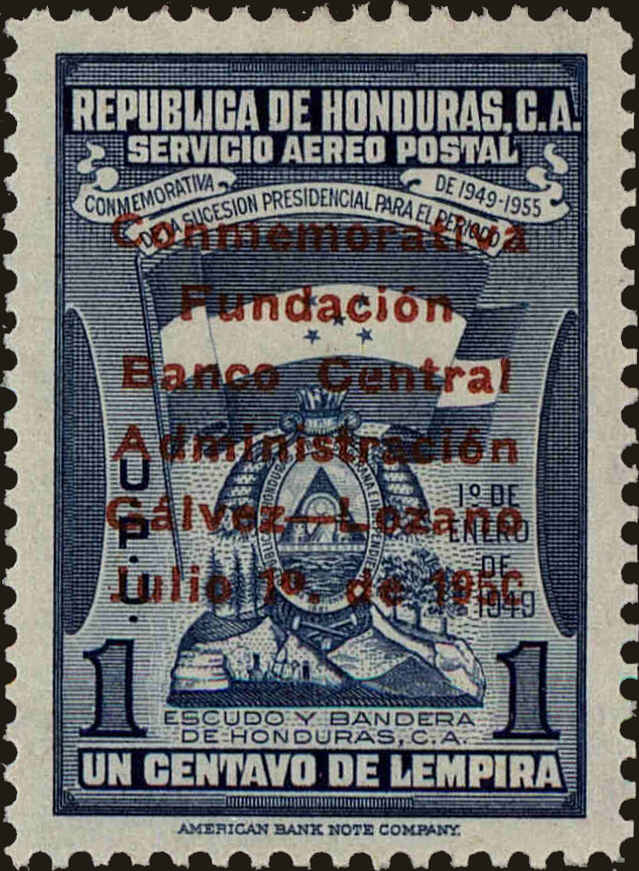 REPUBLICA DE HONDURAS, C.A.
SERVICIO AEREO POSTAL
CONMEMORATIVA DE LA SUCESION PRESIDENCIAL PARA EL PERIODO DE 1949-1955
Conmemorativa
Fundación
Banco Central
Administración
Gálvez—Lozano
Julio 1º. de 1950
U.P.U.
1º DE
ENERO
DE
1949
1 1
ESCUDO Y BANDERA
DE HONDURAS, C.A.
UN CENTAVO DE LEMPIRA
AMERICAN BANK NOTE COMPANY.